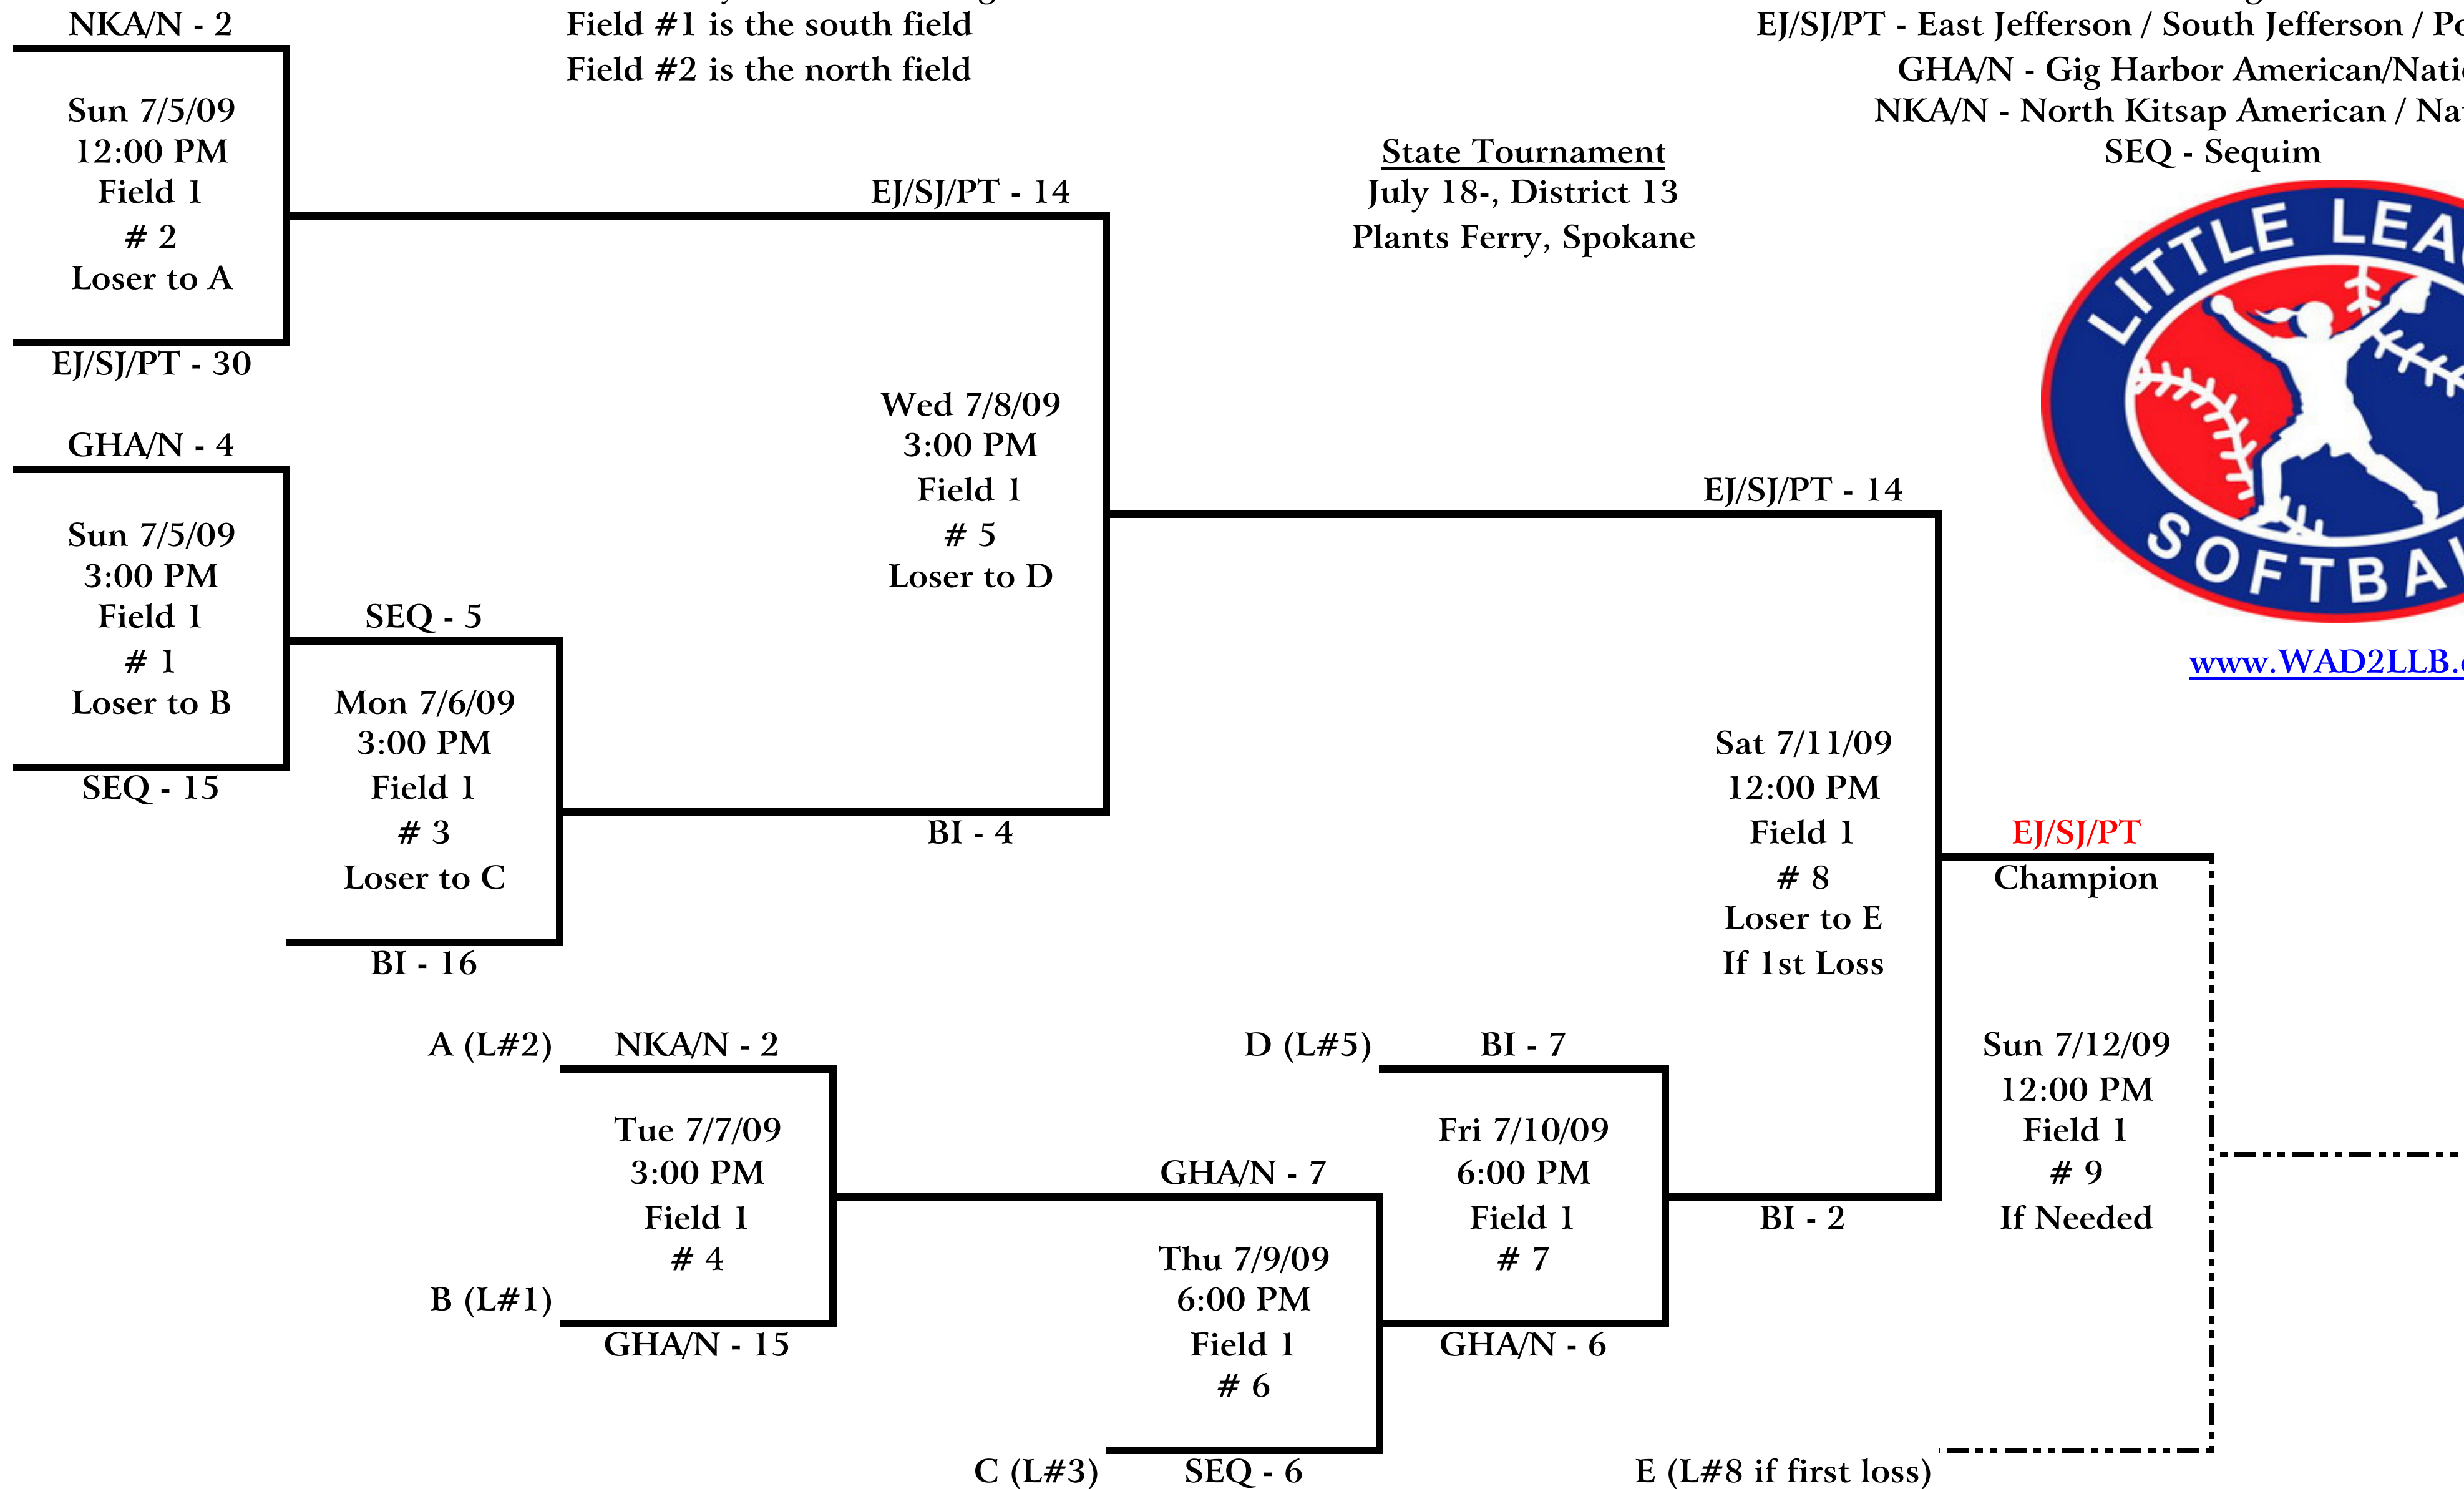 NKA/N - 2
Field #1 is the south field
EJ/SJ/PT - East Jefferson / South Jefferson /
Field #2 is the north field
GHA/N - Gig Harbor
NKA/N - North Kitsap American /
SEQ - Sequim
Sun 7/5/09
12:00 PM
Field 1
# 2
Loser to A
EJ/SJ/PT - 30
State Tournament
July 18-, District 13
Plants Ferry, Spokane
EJ/SJ/PT - 14
LITTLE
GHA/N - 4
Sun 7/5/09
3:00 PM
Field 1
# 1
Loser to B
SEQ - 15
Wed 7/8/09
3:00 PM
Field 1
# 5
Loser to D
EJ/SJ/PT - 14
SEQ - 5
Mon 7/6/09
3:00 PM
Field 1
# 3
Loser to C
BI - 16
BI - 4
Sat 7/11/09
12:00 PM
Field 1
# 8
Loser to E
If 1st Loss
EJ/SJ/PT
Champion
A (L#2)
NKA/N - 2
Tue 7/7/09
3:00 PM
Field 1
# 4
B (L#1)
GHA/N - 15
D (L#5)
BI - 7
Fri 7/10/09
6:00 PM
Field 1
# 7
GHA/N - 6
GHA/N - 7
Thu 7/9/09
6:00 PM
Field 1
# 6
C (L#3)
SEQ - 6
BI - 2
Sun 7/12/09
12:00 PM
Field 1
# 9
If Needed
E (L#8 if first loss)